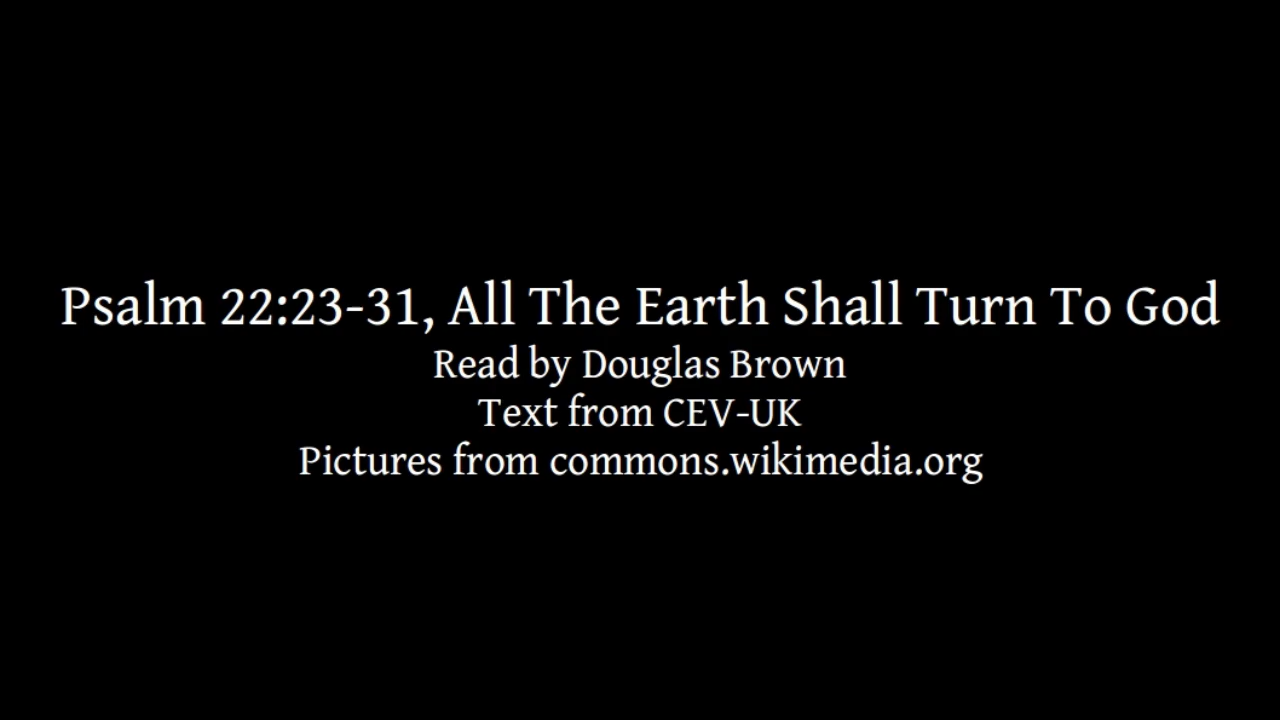 Psalm 22:23-31, All The Earth Shall Turn To God
Read by Douglas Brown
Text from CEV-UK
Pictures from commons.wikimedia.org